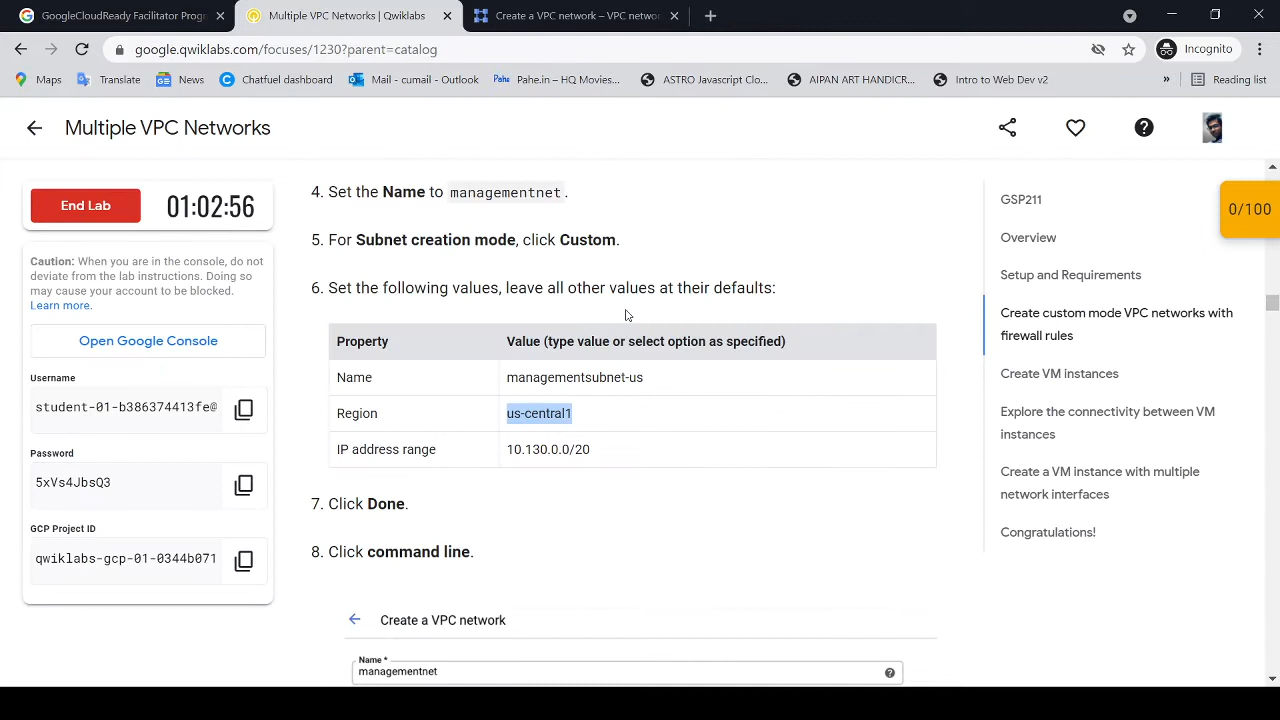 GoogleCloudReady Facilitator Progr
Multiple VPC Networks | Qwiklabs
Create a VPC network – VPC netwo
google.qwiklabs.com/focuses/1230?parent=catalog
Incognito
Maps
Translate
News
Chatfuel dashboard
Mail - cumail - Outlook
Pahe.in – HQ Movies...
ASTRO Javascript Clo...
AIPAN ART(HANDICR...
Intro to Web Dev v2
»
Reading list
Multiple VPC Networks
End Lab
01:02:56
Caution: When you are in the console, do not
deviate from the lab instructions. Doing so
may cause your account to be blocked.
Learn more.
Open Google Console
Username
student-01-b386374413fe@
Password
5xVs4JbsQ3
GCP Project ID
qwiklabs-gcp-01-0344b071
4. Set the Name to managementnet.
5. For Subnet creation mode, click Custom.
6. Set the following values, leave all other values at their defaults:
Property Value (type value or select option as specified)
Name managementsubnet-us
Region us-central1
IP address range 10.130.0.0/20
7. Click Done.
8. Click command line.
Create a VPC network
Name *
managementnet
GSP211
Overview
Setup and Requirements
Create custom mode VPC networks with
firewall rules
Create VM instances
Explore the connectivity between VM
instances
Create a VM instance with multiple
network interfaces
Congratulations!
0/100